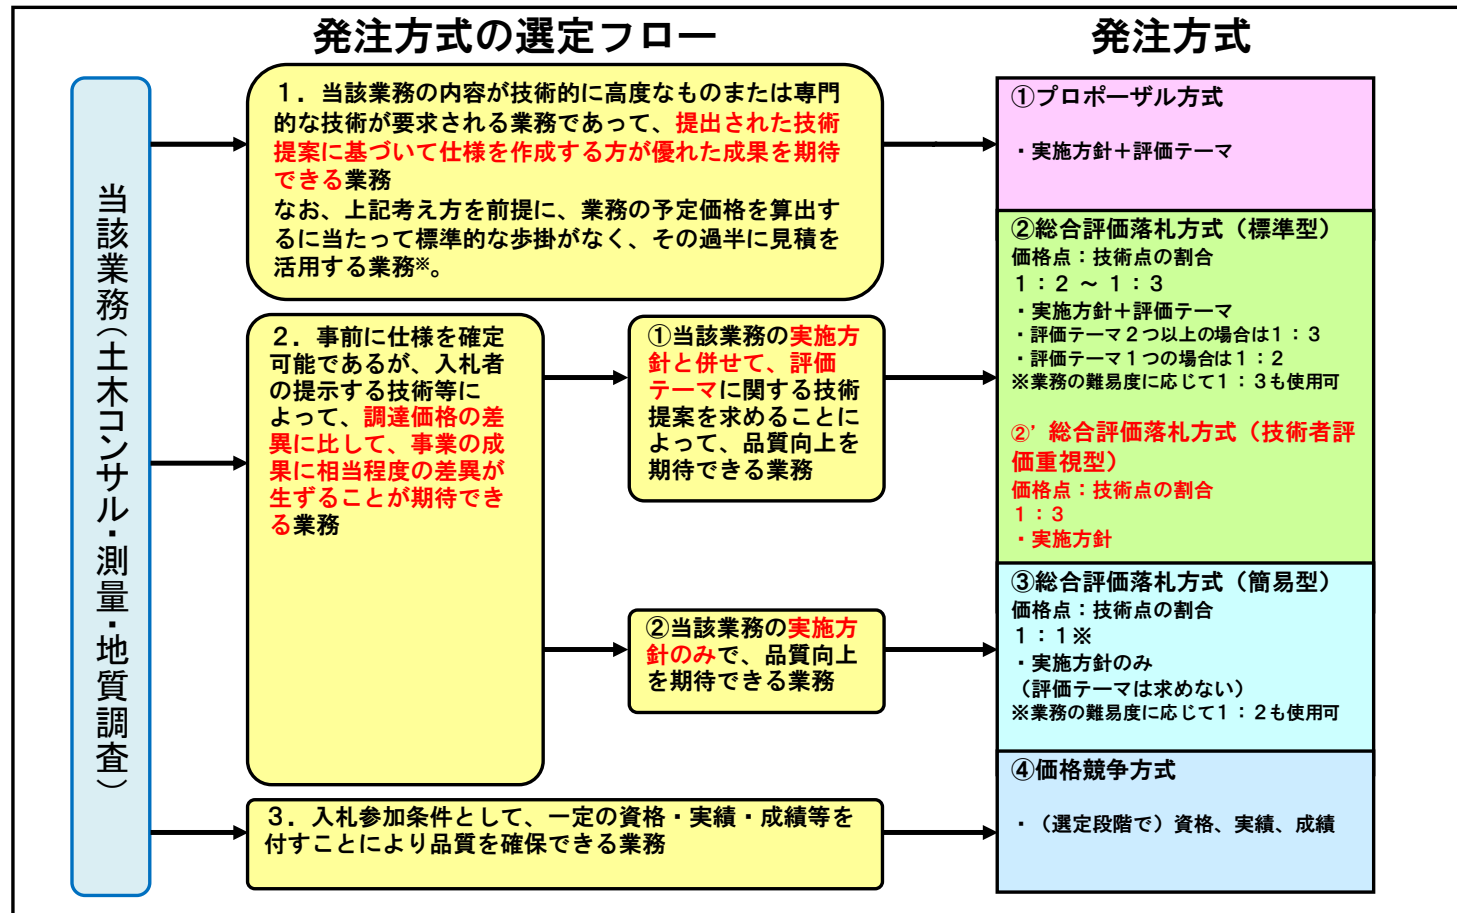 発注方式の選定フロー
発注方式
当該業務（土木コンサル・測量・地質調査）
１．当該業務の内容が技術的に高度なものまたは専門
的な技術が要求される業務であって、提出された技術
提案に基づいて仕様を作成する方が優れた成果を期待
できる業務
なお、上記考え方を前提に、業務の予定価格を算出す
るに当たって標準的な歩掛がなく、その過半に見積を
活用する業務※。
２．事前に仕様を確定
可能であるが、入札者
の提示する技術等に
よって、調達価格の差
異に比して、事業の成
果に相当程度の差異が
生ずることが期待でき
る業務
①当該業務の実施方
針と併せて、評価
テーマに関する技術
提案を求めることに
よって、品質向上を
期待できる業務
②当該業務の実施方
針のみで、品質向上
を期待できる業務
３．入札参加条件として、一定の資格・実績・成績等を
付すことにより品質を確保できる業務
①プロポーザル方式
・実施方針＋評価テーマ
②総合評価落札方式（標準型）
価格点：技術点の割合
１：２ ～ １：３
・実施方針＋評価テーマ
・評価テーマ２つ以上の場合は１：３
・評価テーマ１つの場合は１：２
※業務の難易度に応じて１：３も使用可
②’ 総合評価落札方式（技術者評
価重視型）
価格点：技術点の割合
１：３
・実施方針
③総合評価落札方式（簡易型）
価格点：技術点の割合
１：１※
・実施方針のみ
（評価テーマは求めない）
※業務の難易度に応じて１：２も使用可
④価格競争方式
・（選定段階で）資格、実績、成績